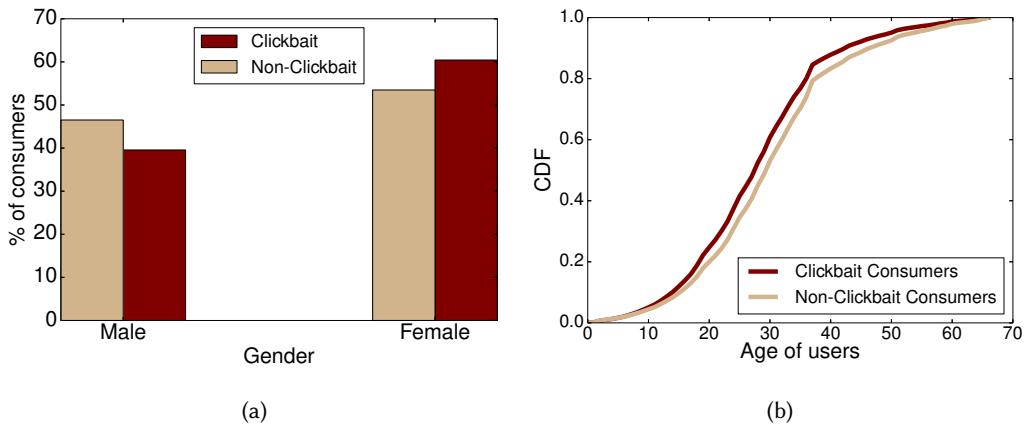 70
60
50
40
30
20
10
0
% of consumers
Clickbait
Non-Clickbait
Male
Female
Gender
(a)
1.0
0.8
0.6
0.4
0.2
0.0
CDF
Clickbait Consumers
Non-Clickbait Consumers
0 10 20 30 40 50 60 70
Age of users
(b)